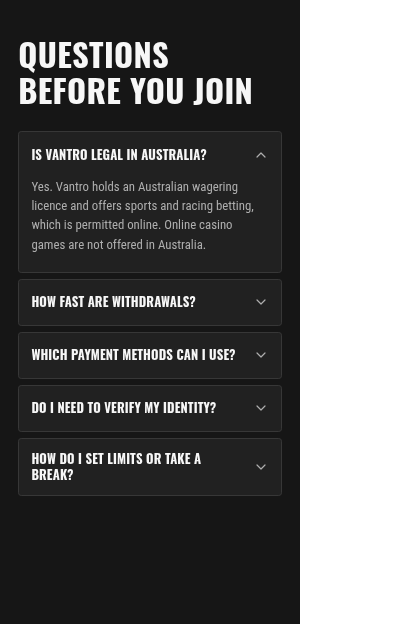 QUESTIONS
BEFORE YOU JOIN
IS VANTRO LEGAL IN AUSTRALIA?
Yes. Vantro holds an Australian wagering
licence and offers sports and racing betting,
which is permitted online. Online casino
games are not offered in Australia.
HOW FAST ARE WITHDRAWALS?
WHICH PAYMENT METHODS CAN I USE?
DO I NEED TO VERIFY MY IDENTITY?
HOW DO I SET LIMITS OR TAKE A
BREAK?